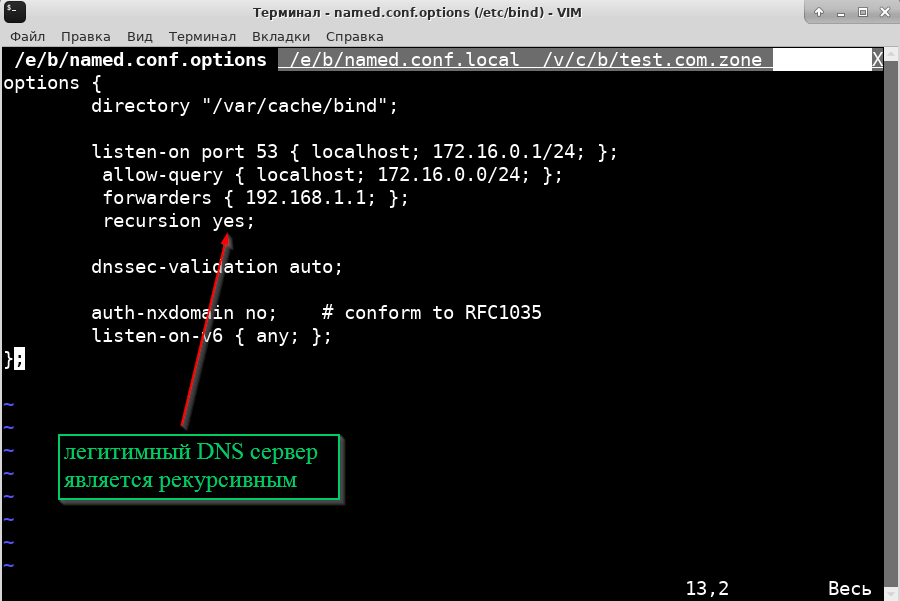 Терминал - named.conf.options (/etc/bind) - VIM
Файл Правка Вид Терминал Вкладки Справка
/e/b/named.conf.options /e/b/named.conf.local /v/c/b/test.com.zone X
options {
directory "/var/cache/bind";
listen-on port 53 { localhost; 172.16.0.1/24; };
allow-query { localhost; 172.16.0.0/24; };
forwarders { 192.168.1.1; };
recursion yes;
dnssec-validation auto;
auth-nxdomain no;    # conform to RFC1035
listen-on-v6 { any; };
};
~
~
~
~
~
~
~
~
легитимный DNS сервер
является рекурсивным
13,2 Весь